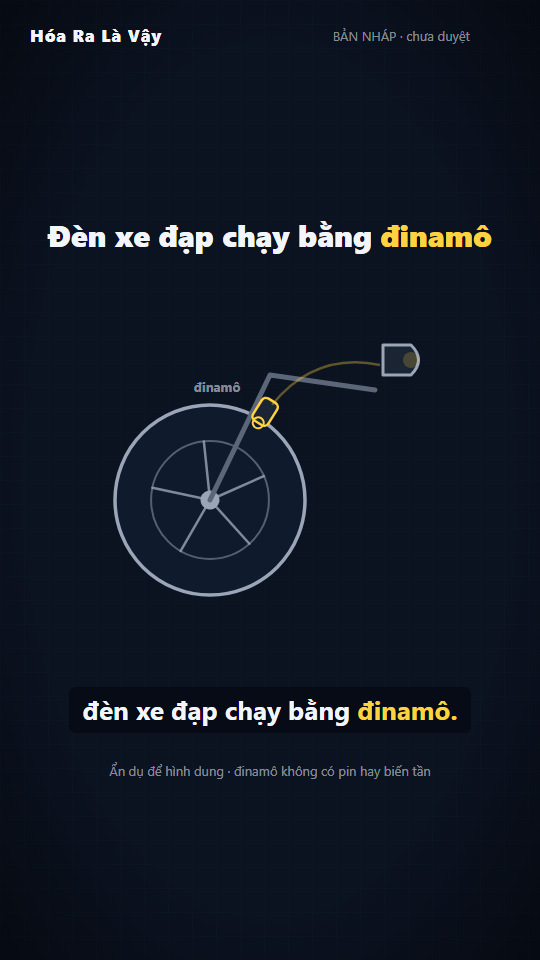 Hóa Ra Là Vậy
BẢN NHÁP · chưa duyệt
Đèn xe đạp chạy bằng đinamô
đinamô
đèn xe đạp chạy bằng đinamô.
Ẩn dụ để hình dung · đinamô không có pin hay biến tần